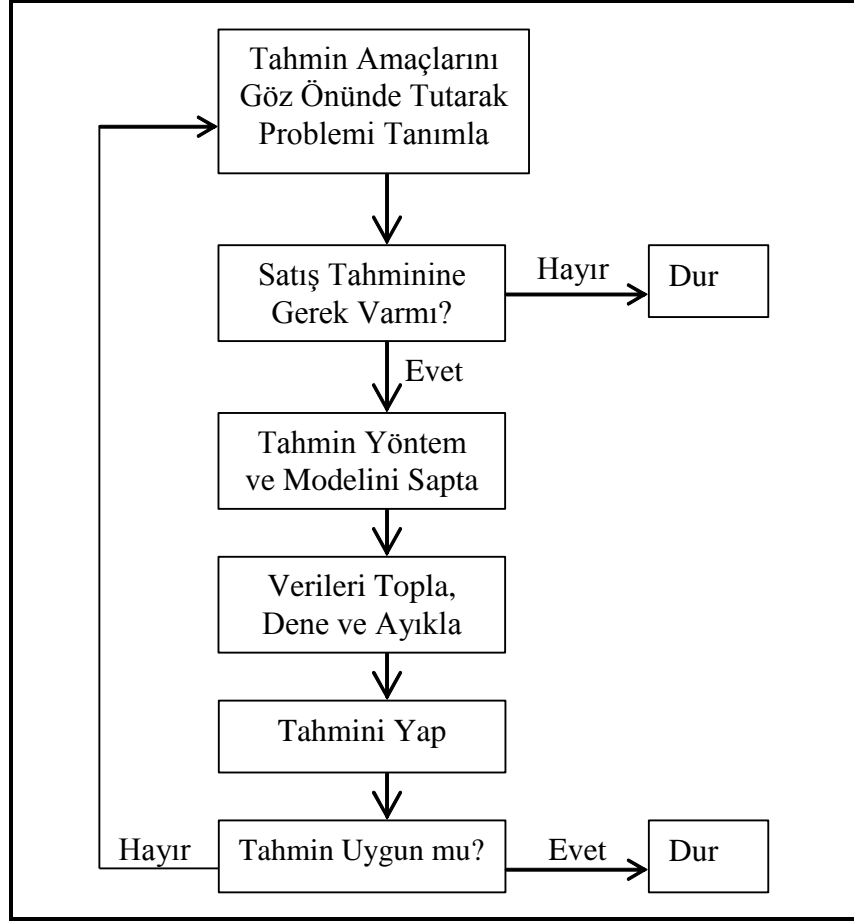 Tahmin Amaçlarını
Göz Önünde Tutarak
Problemi Tanımla
Satış Tahminine
Gerek Varmı?
Hayır
Dur
Evet
Tahmin Yöntem
ve Modelini Sapta
Verileri Topla,
Dene ve Ayıkla
Tahmini Yap
Hayır
Tahmin Uygun mu?
Evet
Dur